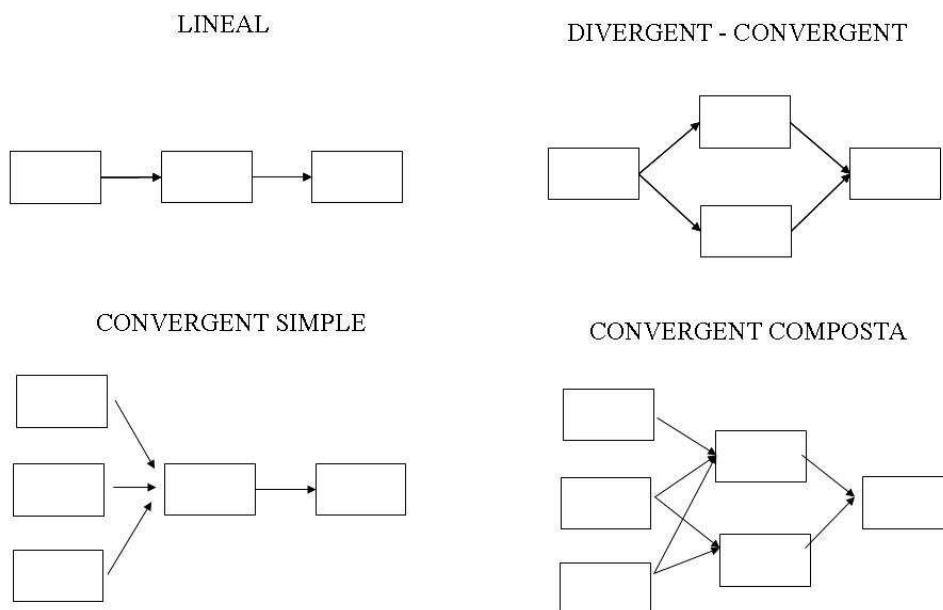 LINEAL
DIVERGENT - CONVERGENT
CONVERGENT SIMPLE
CONVERGENT COMPOSTA